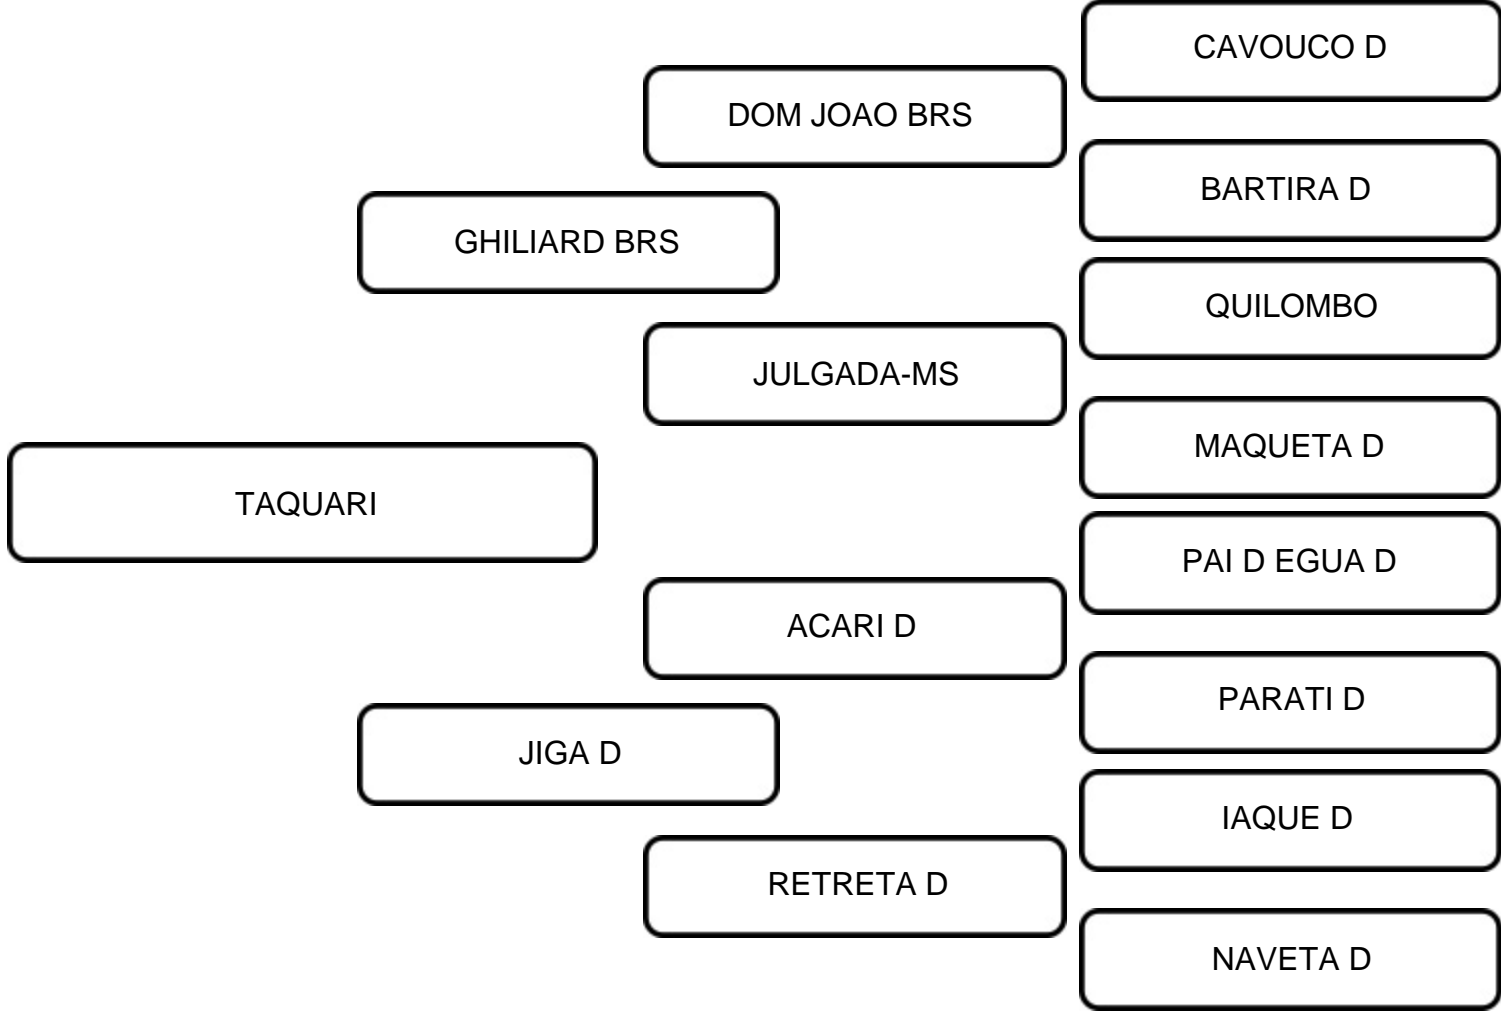 CAVOUCO D
DOM JOAO BRS
BARTIRA D
GHILIARD BRS
QUILOMBO
JULGADA-MS
MAQUETA D
TAQUARI
PAI D EGUA D
ACARI D
PARATI D
JIGA D
IAQUE D
RETRETA D
NAVETA D